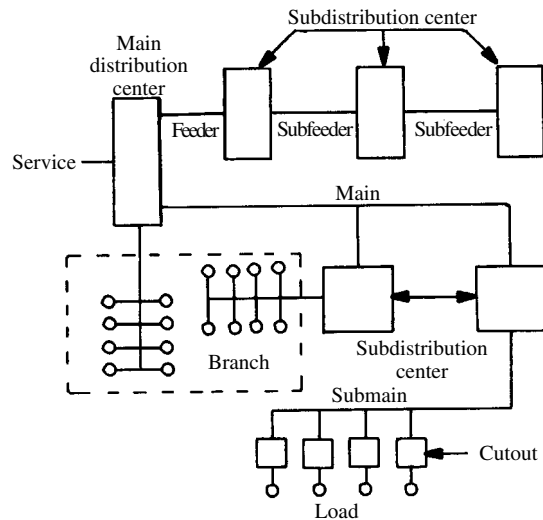 Subdistribution center
Main
distribution
center
Feeder
Subfeeder
Subfeeder
Service
Main
Branch
Subdistribution
center
Submain
Cutout
Load